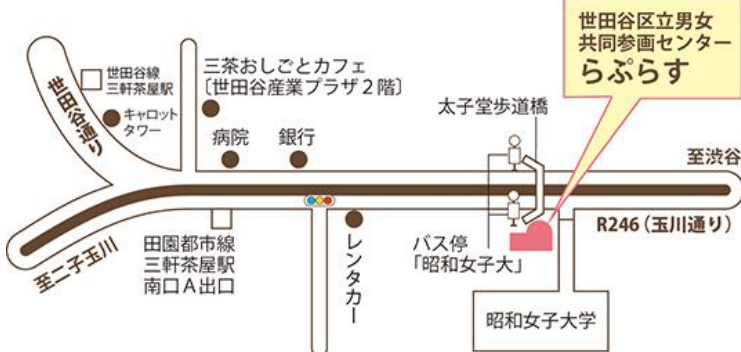 世田谷区立男女
共同参画センター
らぷらす
世田谷線
三軒茶屋駅
キャロット
タワー
世田谷通り
三茶おしごとカフェ
〔世田谷産業プラザ２階〕
病院
銀行
太子堂歩道橋
至渋谷
R246（玉川通り）
至二子玉川
田園都市線
三軒茶屋駅
南口A出口
レンタカー
バス停
「昭和女子大」
昭和女子大学